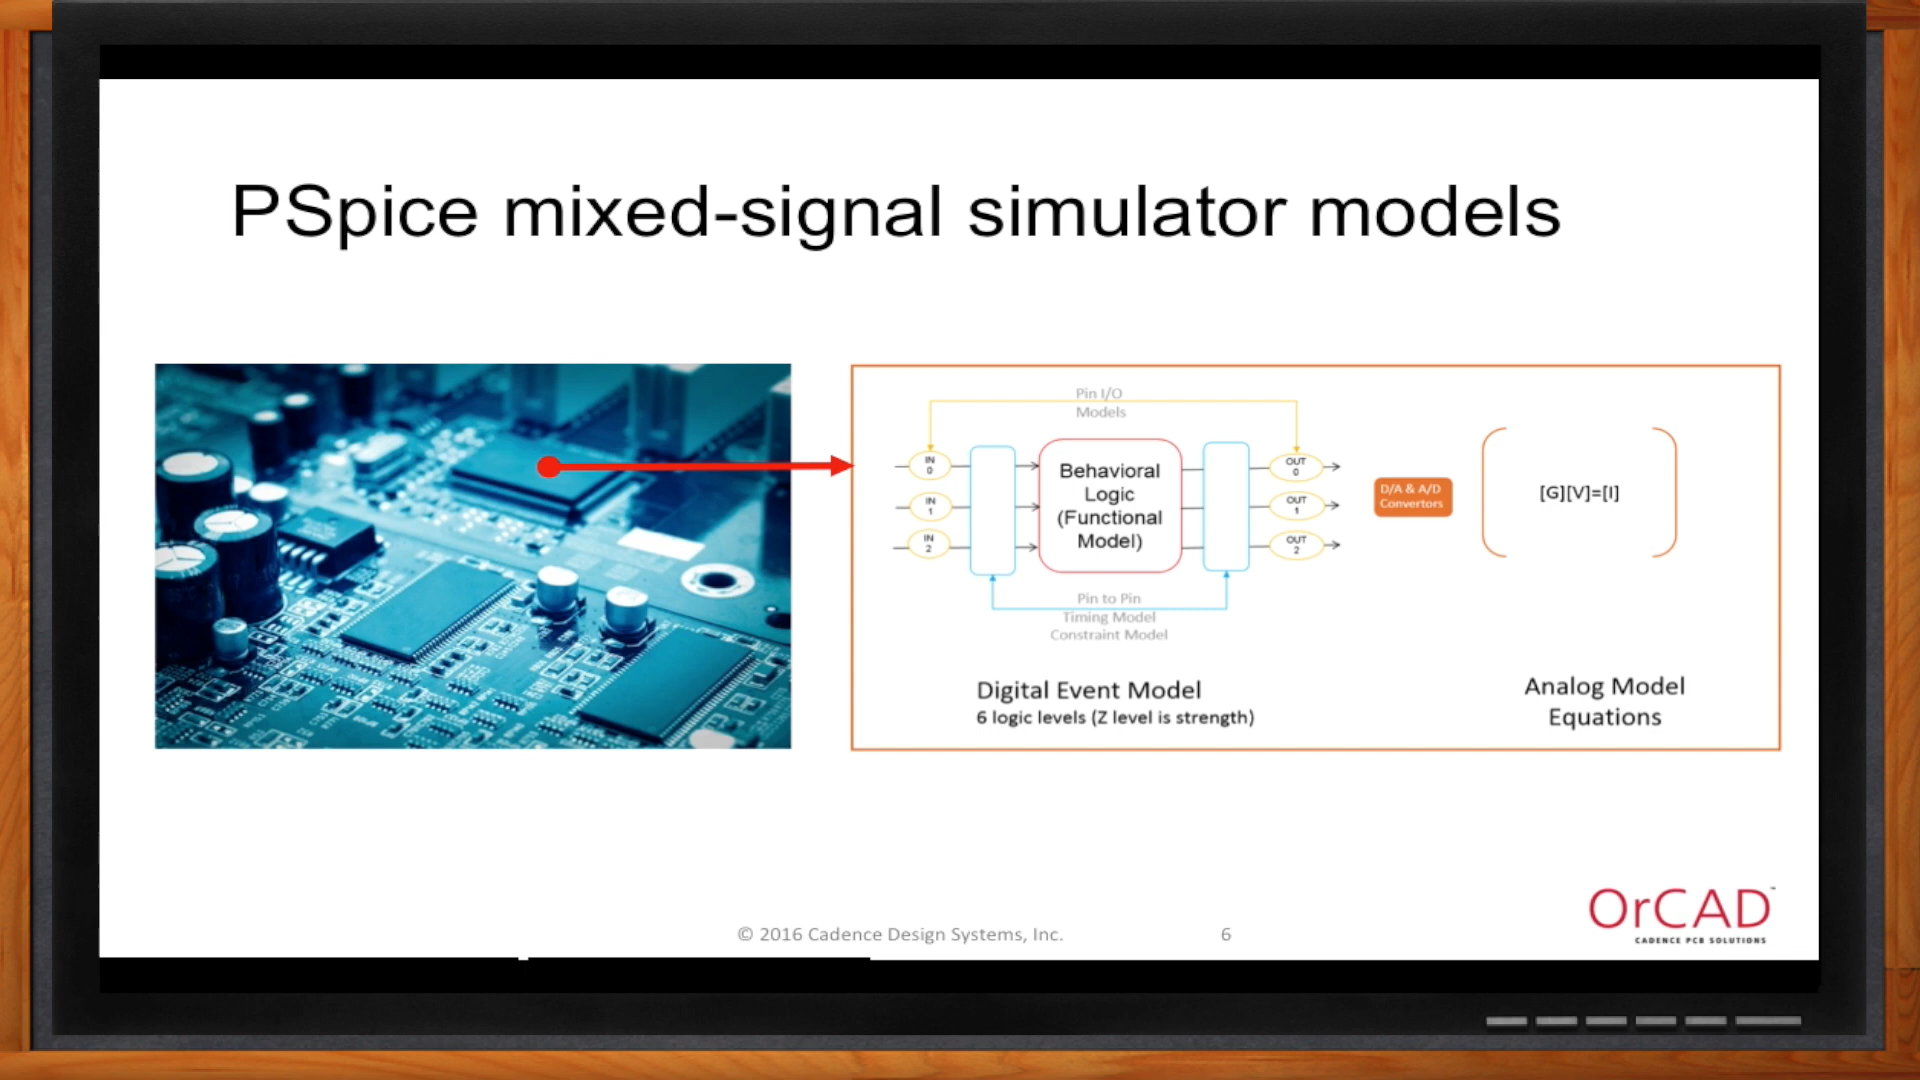 PSpice mixed-signal simulator models
Pin I/O
Models
IN
0
IN
1
IN
2
Behavioral
Logic
(Functional
Model)
OUT
0
OUT
1
OUT
2
D/A & A/D
Convertors
[G][V]=[I]
Pin to Pin
Timing Model
Constraint Model
Digital Event Model
6 logic levels (Z level is strength)
Analog Model
Equations
© 2016 Cadence Design Systems, Inc.
6
OrCAD
CADENCE PCB SOLUTIONS